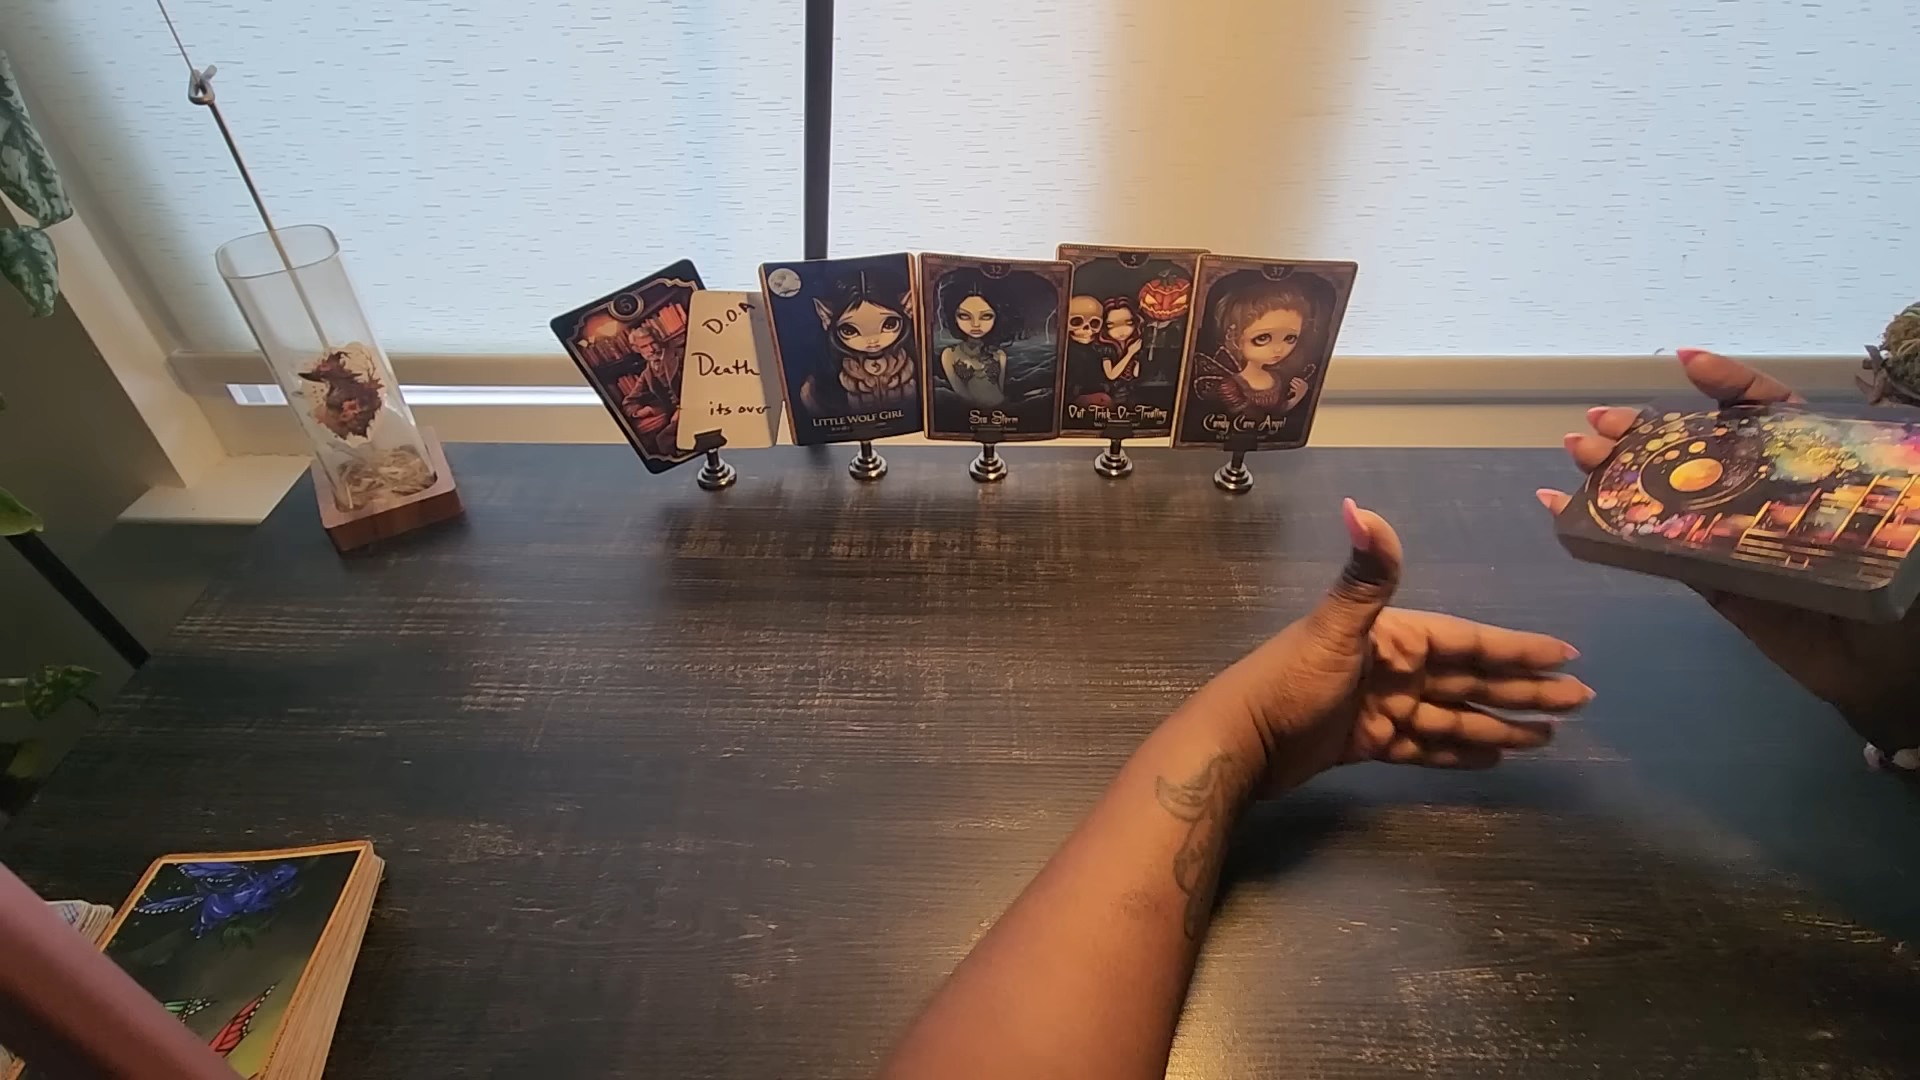 5
D.O.A
Death
its over
LITTLE WOLF GIRL
32
Sea Storm
5
Out Trick-Or-Treating
37
Candy Cane Angel